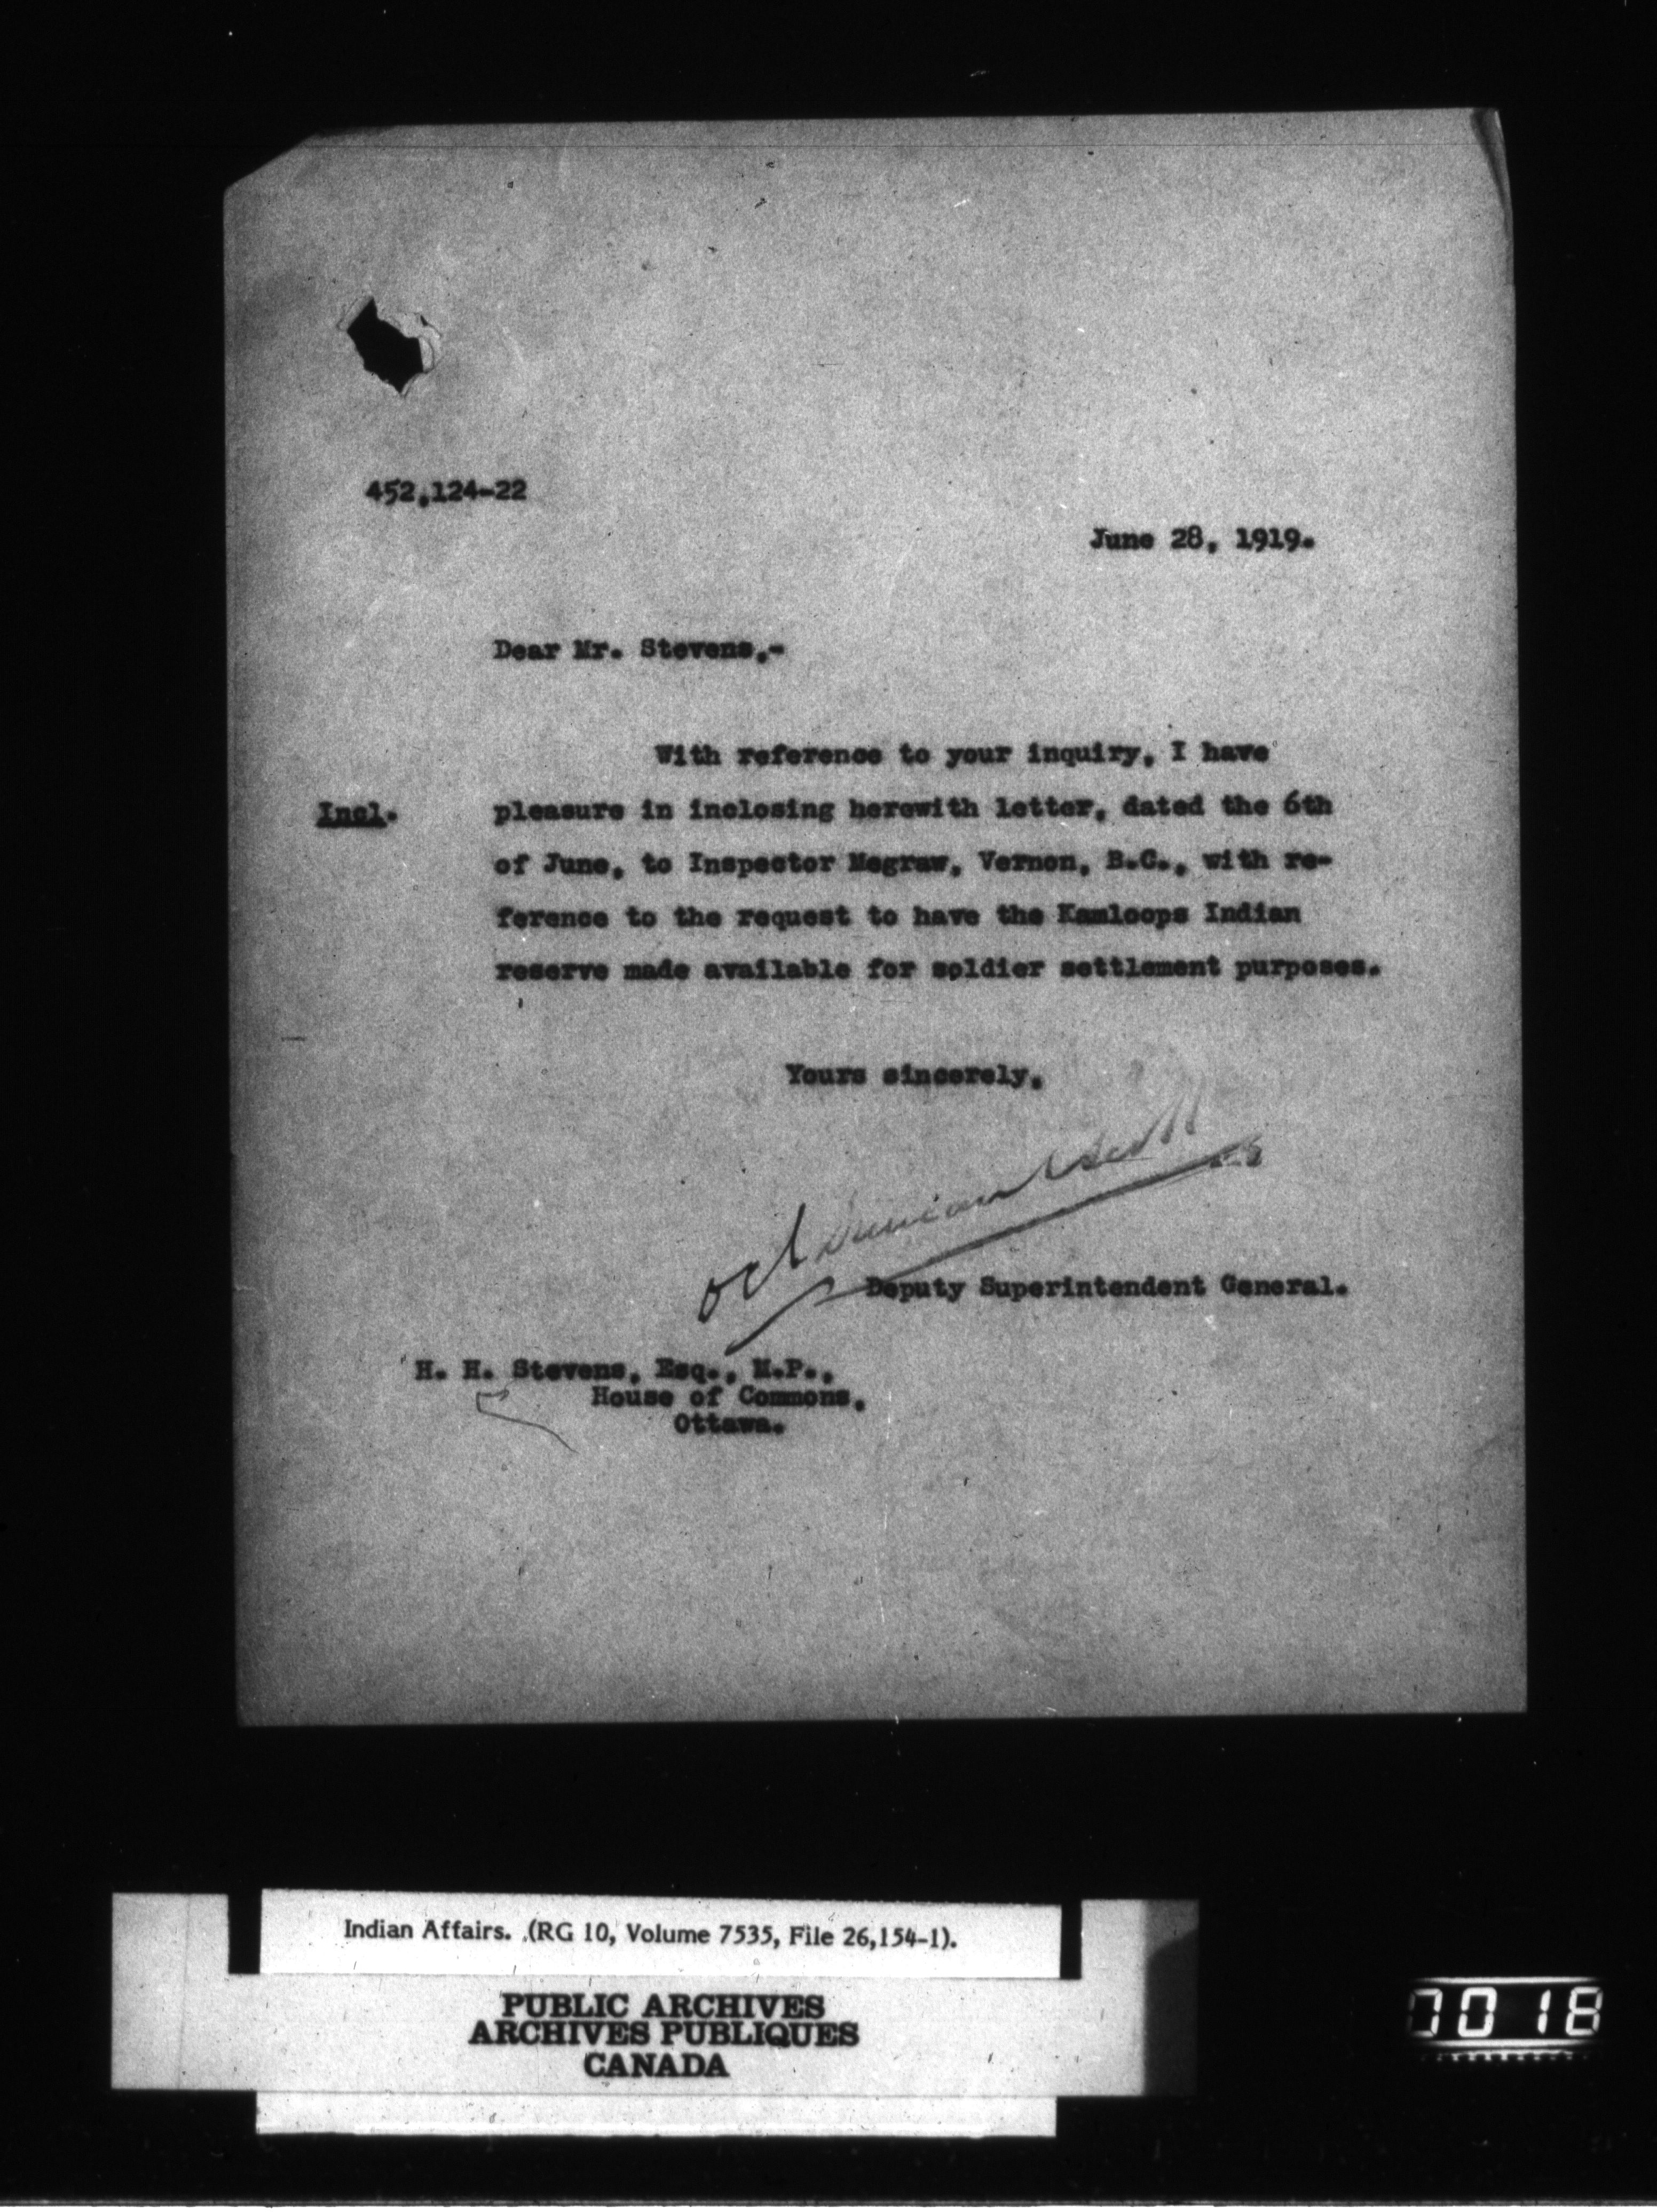 452,124-22
June 28, 1919.
Dear Mr. Stevens,-
With reference to your inquiry, I have
Incl. pleasure in inclosing herewith letter, dated the 6th
of June, to Inspector Megraw, Vernon, B.C., with re-
ference to the request to have the Kamloops Indian
reserve made available for soldier settlement purposes.
Yours sincerely,
Duncan Scott
Deputy Superintendent General.
H. H. Stevens, Esq., M.P.,
House of Commons,
Ottawa.
Indian Affairs. (RG 10, Volume 7535, File 26,154-1).
PUBLIC ARCHIVES
ARCHIVES PUBLIQUES
CANADA
0018